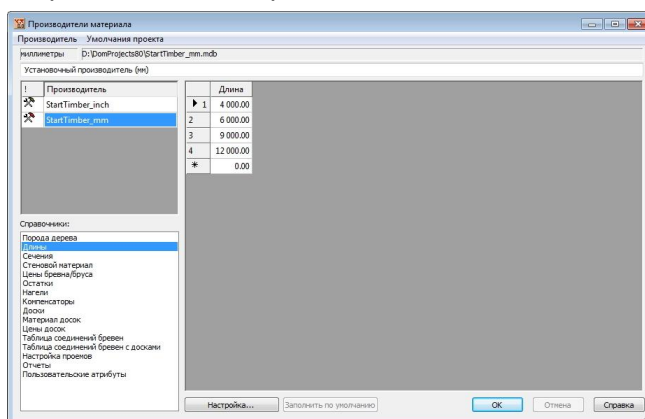 Производители материала
Производитель Умолчания проекта
миллиметры D:\DomProjects80\StartTimber_mm.mdb
Установочный производитель (мм)
! Производитель
StartTimber_inch
StartTimber_mm
Длина
1 4 000.00
2 6 000.00
3 9 000.00
4 12 000.00
* 0.00
Справочники:
Порода дерева
Длины
Сечения
Стеновой материал
Цены бревна/бруса
Остатки
Нагели
Компенсаторы
Доски
Материал досок
Цены досок
Таблица соединений бревен
Таблица соединений бревен с досками
Настройка проемов
Отчеты
Пользовательские атрибуты
Настройка... Заполнить по умолчанию OK Отмена Справка